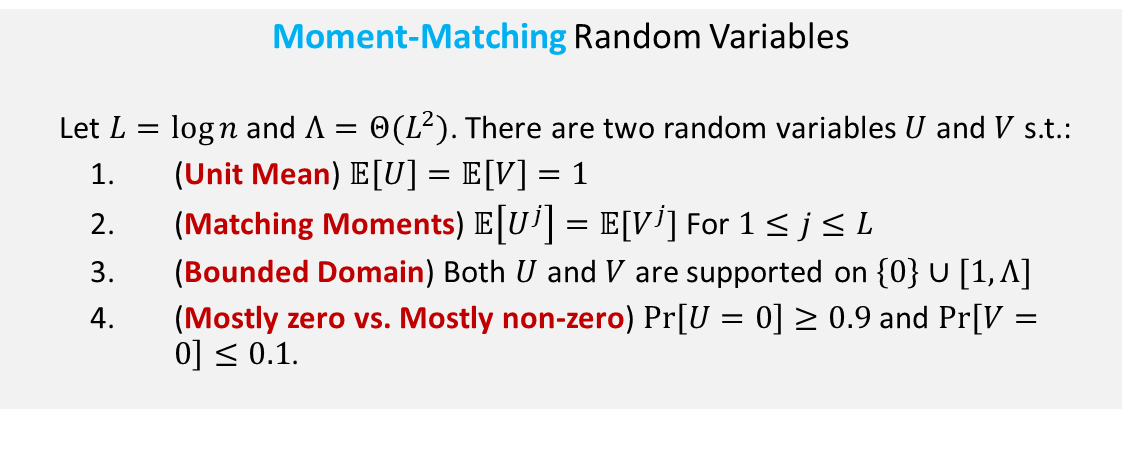 Moment-Matching Random Variables
Let 𝐿 = log 𝑛 and Λ = Θ(𝐿²). There are two random variables 𝑈 and 𝑉 s.t.:
1. (Unit Mean) 𝔼[𝑈] = 𝔼[𝑉] = 1
2. (Matching Moments) 𝔼[𝑈ʲ] = 𝔼[𝑉ʲ] For 1 ≤ 𝑗 ≤ 𝐿
3. (Bounded Domain) Both 𝑈 and 𝑉 are supported on {0} ∪ [1, Λ]
4. (Mostly zero vs. Mostly non-zero) Pr[𝑈 = 0] ≥ 0.9 and Pr[𝑉 =
0] ≤ 0.1.